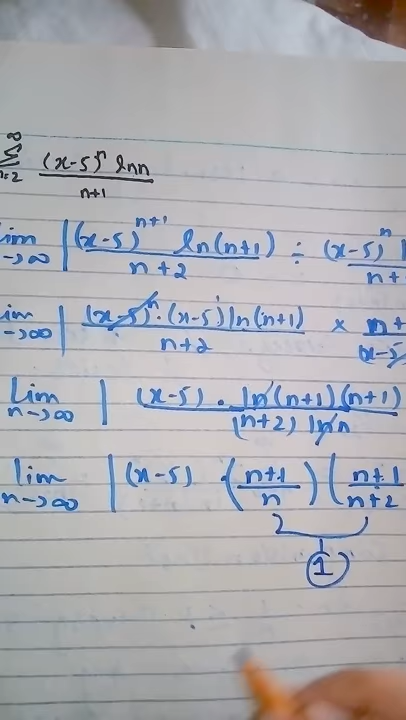 ∞
Σ (x-5)^n ln n
n=2 n+1
lim n→∞ | (x-5)^(n+1) ln(n+1) / n+2 ÷ (x-5)^n
lim n→∞ | (x-5)^n · (x-5) ln(n+1) / n+2 ×
lim n→∞ | (x-5) · ln(n+1)(n+1) / (n+2) ln n
lim n→∞ | (x-5) · (n+1 / n) (n+1 / n+2
1